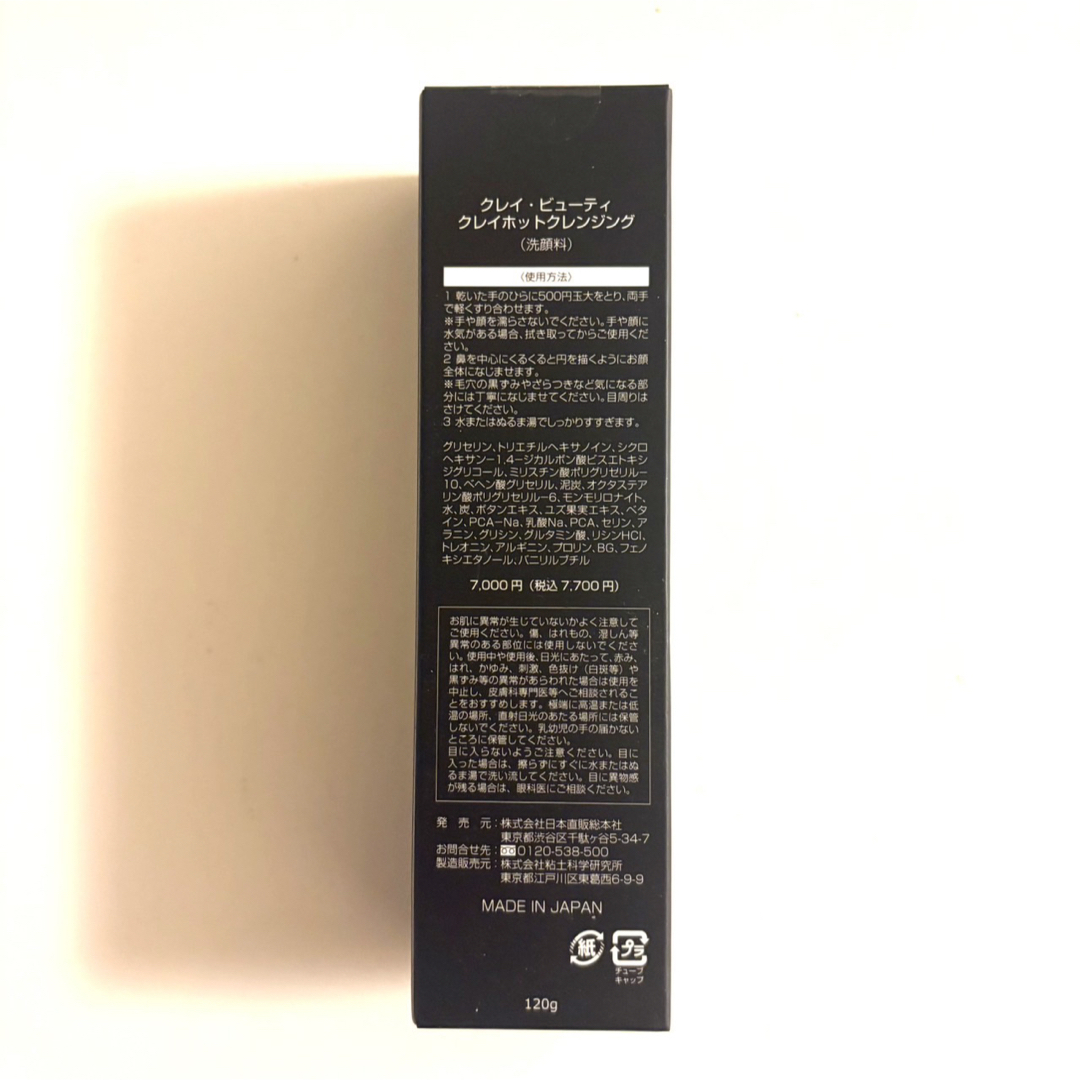 クレイ・ビューティ
クレイホットクレンジング
(洗顔料)
〈使用方法〉
1 乾いた手のひらに500円玉大をとり、両手
で軽くすり合わせます。
※手や顔を濡らさないでください。手や顔に
水気がある場合、拭き取ってからご使用くだ
さい。
2 鼻を中心にくるくると円を描くようにお顔
全体になじませます。
※毛穴の黒ずみやざらつきなど気になる部
分には丁寧になじませてください。目周りは
さけてください。
3 水またはぬるま湯でしっかりすすぎます。
グリセリン、トリエチルヘキサノイン、シクロ
ヘキサン−1,4−ジカルボン酸ビスエトキシ
ジグリコール、ミリスチン酸ポリグリセリル−
10、ベヘン酸グリセリル、泥炭、オクタステア
リン酸ポリグリセリル−6、モンモリロナイト、
水、炭、ボタンエキス、ユズ果実エキス、ベタ
イン、PCA−Na、乳酸Na、PCA、セリン、ア
ラニン、グリシン、グルタミン酸、リシンHCl、
トレオニン、アルギニン、プロリン、BG、フェノ
キシエタノール、バニリルブチル
7,000円(税込7,700円)
お肌に異常が生じていないかよく注意して
ご使用ください。傷、はれもの、湿しん等
異常のある部位には使用しないでくださ
い。使用中や使用後、日光にあたって、赤み、
はれ、かゆみ、刺激、色抜け(白斑等)や
黒ずみ等の異常があらわれた場合は使用を
中止し、皮膚科専門医等へご相談されるこ
とをおすすめします。極端に高温または低
温の場所、直射日光のあたる場所には保管
しないでください。乳幼児の手の届かない
ところに保管してください。
目に入らないようご注意ください。目に
入った場合は、擦らずにすぐに水またはぬ
るま湯で洗い流してください。目に異物感
が残る場合は、眼科医にご相談ください。
発 売 元:株式会社日本直販総本社
東京都渋谷区千駄ヶ谷5-34-7
お問合せ先:0120-538-500
製造販売元:株式会社粘土科学研究所
東京都江戸川区東葛西6-9-9
MADE IN JAPAN
紙 プラ
チューブ
キャップ
120g